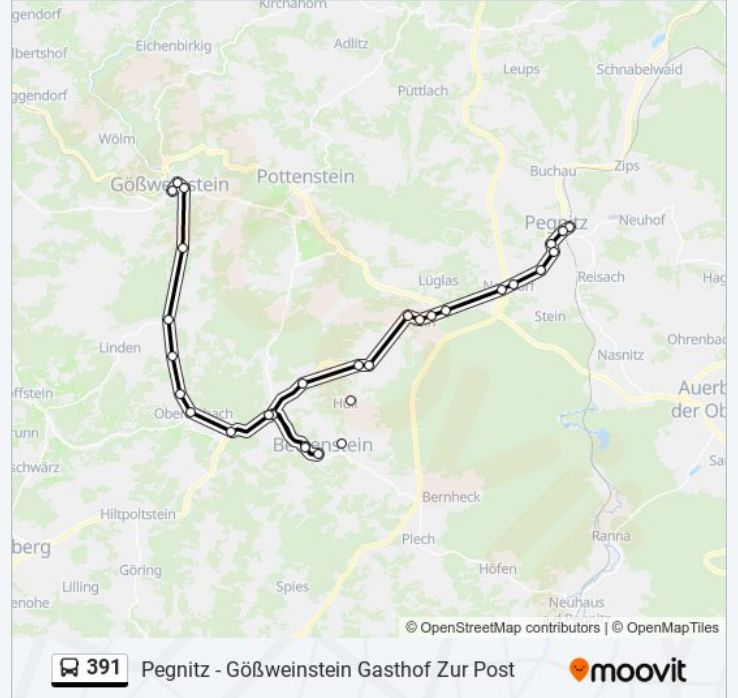 Kirchahorn
gendorf
Adlitz
Eichenbirkig
lbertshof
Leups
Schnabelwaid
Püttlach
ggendorf
Wölm
Zips
Buchau
Pottenstein
Gößweinstein
Neuhof
Pegnitz
Reisach
Lüglas
Hag
Stein
Ohrenbac
Linden
Nasnitz
Auerb
der Ob
ffstein
Hüll
runn
Betzenstein
schwärz
Sa
Bernheck
Hiltpoltstein
Ranna
Plech
berg
Höfen
Göring
Lilling
Spies
enohe
Neuhaus
© OpenStreetMap contributors | © OpenMapTiles
391 Pegnitz - Gößweinstein Gasthof Zur Post moovit